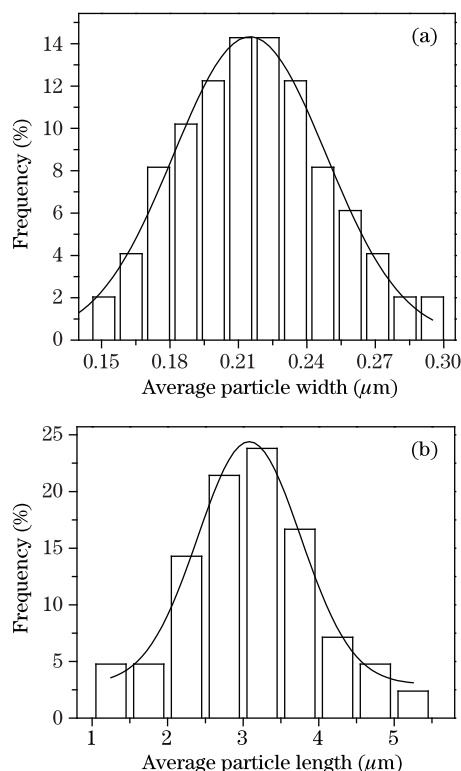 (a)
14
12
10
8
6
4
2
0
Frequency (%)
0.15 0.18 0.21 0.24 0.27 0.30
Average particle width (μm)
(b)
25
20
15
10
5
0
Frequency (%)
1 2 3 4 5
Average particle length (μm)